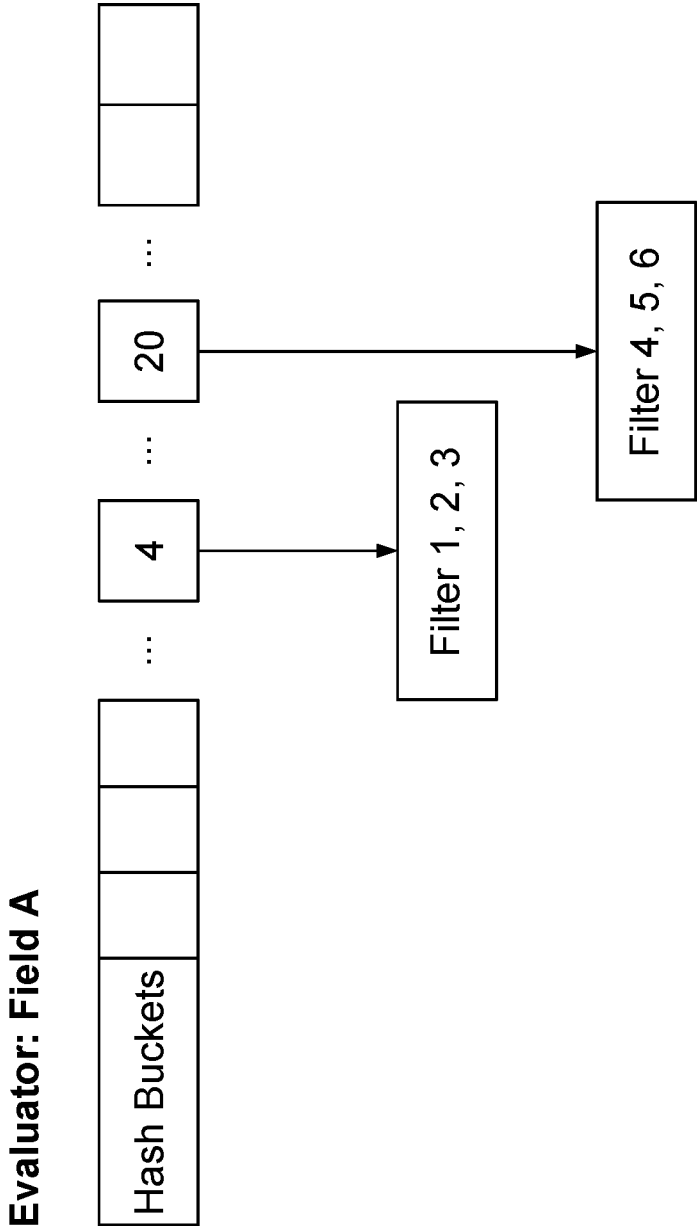 Evaluator: Field A
Hash Buckets ... 4 ... 20 ...
Filter 1, 2, 3
Filter 4, 5, 6